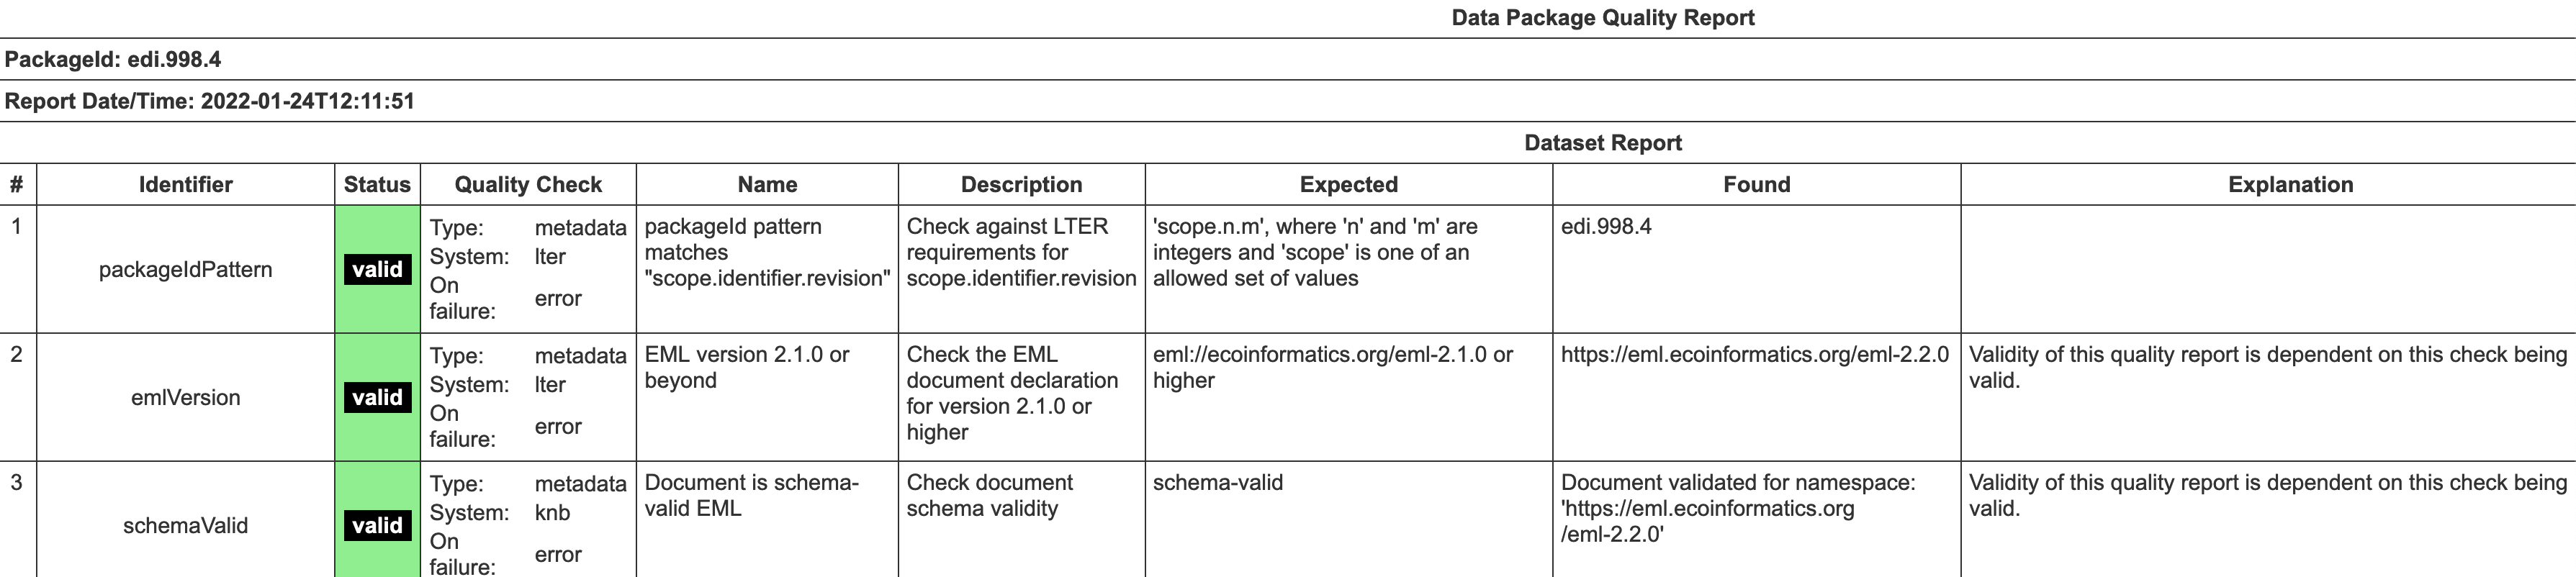 Data Package Quality Report
PackageId: edi.998.4
Report Date/Time: 2022-01-24T12:11:51
Dataset Report
# Identifier Status Quality Check Name Description Expected Found Explanation
1
packageIdPattern
valid
Type: metadata
System: lter
On
failure: error
packageId pattern
matches
"scope.identifier.revision"
Check against LTER
requirements for
scope.identifier.revision
'scope.n.m', where 'n' and 'm' are
integers and 'scope' is one of an
allowed set of values
edi.998.4
2
emlVersion
valid
Type: metadata
System: lter
On
failure: error
EML version 2.1.0 or
beyond
Check the EML
document declaration
for version 2.1.0 or
higher
eml://ecoinformatics.org/eml-2.1.0 or
higher
https://eml.ecoinformatics.org/eml-2.2.0
Validity of this quality report is dependent on this check being
valid.
3
schemaValid
valid
Type: metadata
System: knb
On
failure: error
Document is schema-
valid EML
Check document
schema validity
schema-valid
Document validated for namespace:
'https://eml.ecoinformatics.org
/eml-2.2.0'
Validity of this quality report is dependent on this check being
valid.